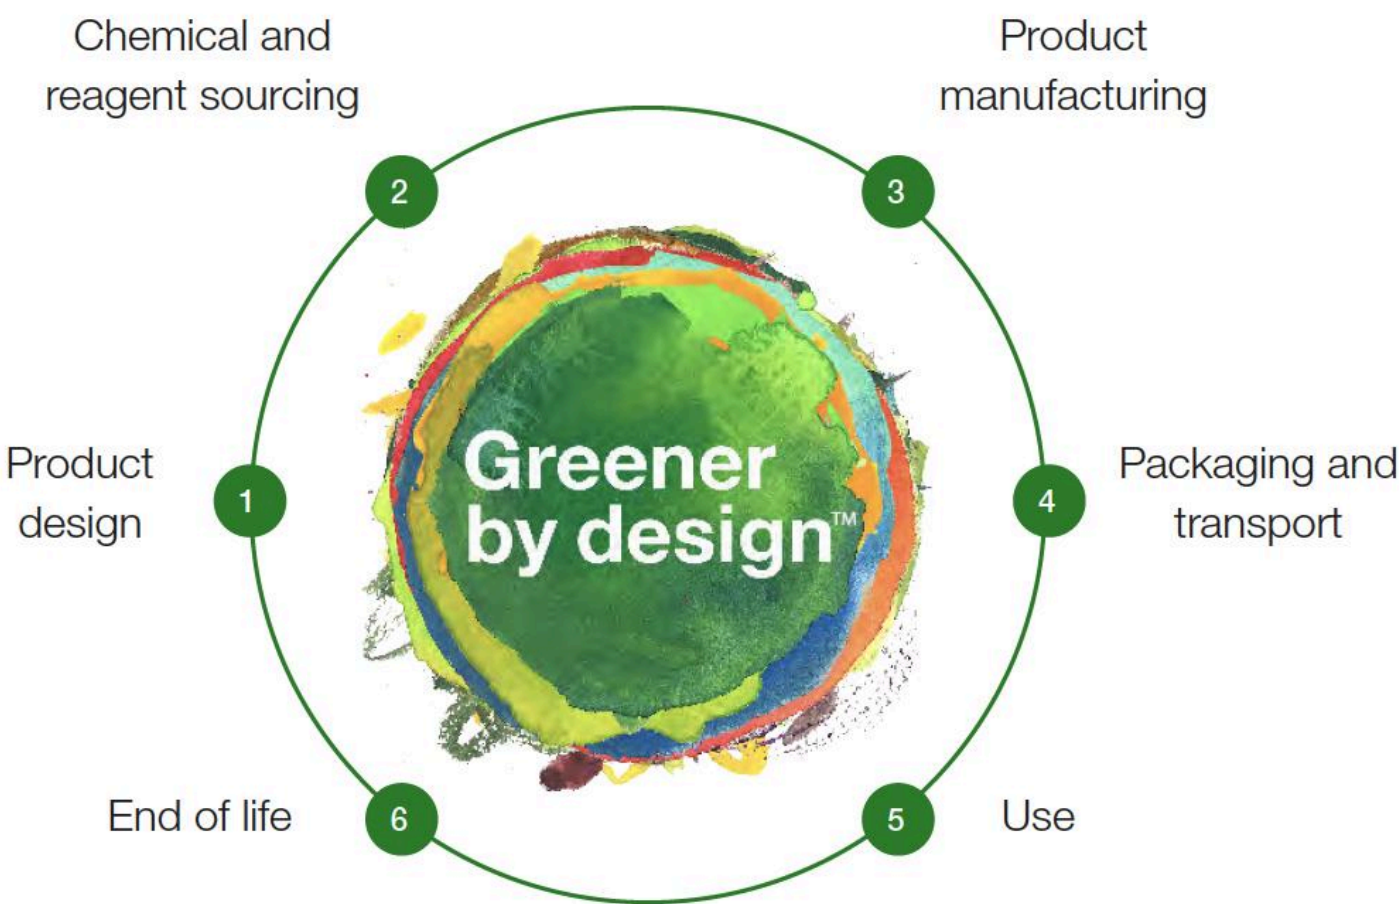 Chemical and
reagent sourcing
Product
manufacturing
2
3
Greener
by design™
Product
design
1
4
Packaging and
transport
End of life
6
5
Use